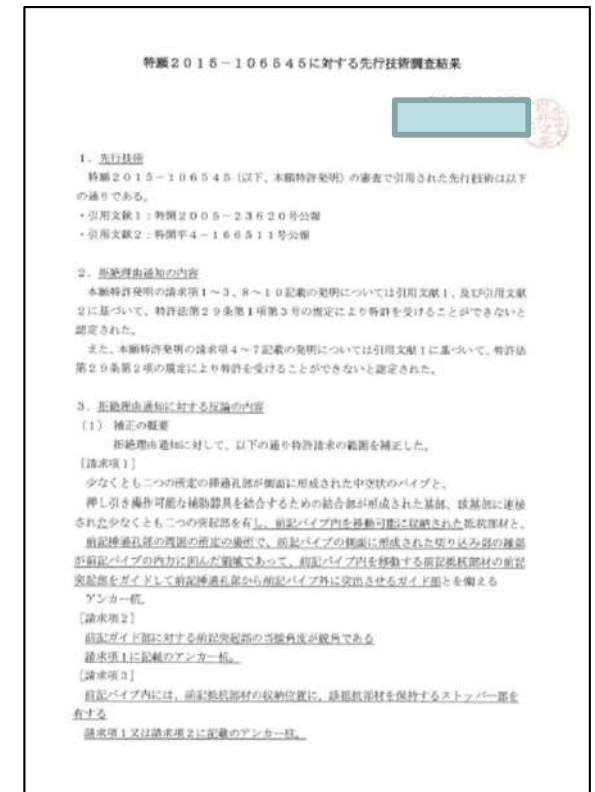 特願2015-106545に対する先行技術調査結果
1. 先行技術
特願2015-106545(以下、本願特許発明)の審査で引用された先行技術は以下
の通りである。
・引用文献1:特開2005-23620号公報
・引用文献2:特開平4-166511号公報
2. 拒絶理由通知の内容
本願特許発明の請求項1~3、8~10記載の発明については引用文献1、及び引用文献
2に基づいて、特許法第29条第1項第3号の規定により特許を受けることができないと
認定された。
また、本願特許発明の請求項4~7記載の発明については引用文献1に基づいて、特許法
第29条第2項の規定により特許を受けることができないと認定された。
3. 拒絶理由通知に対する反論の内容
(1) 補正の概要
拒絶理由通知に対して、以下の通り特許請求の範囲を補正した。
[請求項1]
少なくとも二つの所定の挿通孔部が側面に形成された中空状のパイプと、
押し引き操作可能な補助器具を結合するための結合部が形成された基部、該基部に連接
された少なくとも二つの突起部を有し、前記パイプ内を移動可能に収納された抵抗部材と、
前記挿通孔部の周囲の所定の場所で、前記パイプの側面に形成された切り込み部の縁部
が前記パイプの内方に凹んだ領域であって、前記パイプ内を移動する前記抵抗部材の前記
突起部をガイドして前記挿通孔部から前記パイプ外に突出させるガイド部とを備える
アンカー杭。
[請求項2]
前記ガイド部に対する前記突起部の当接角度が鋭角である
請求項1に記載のアンカー杭。
[請求項3]
前記パイプ内には、前記抵抗部材の収納位置に、該抵抗部材を保持するストッパー部を
有する
請求項1又は請求項2に記載のアンカー杭。